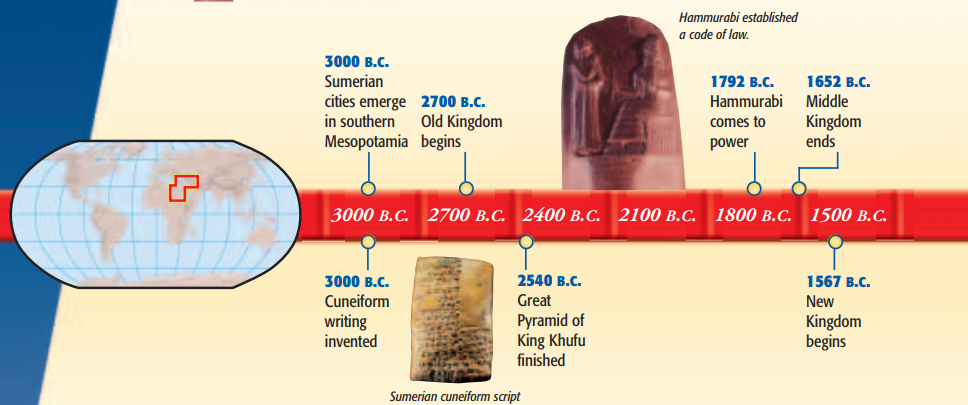 Hammurabi established
a code of law.
3000 B.C.
Sumerian
cities emerge
in southern
Mesopotamia
2700 B.C.
Old Kingdom
begins
1792 B.C.
Hammurabi
comes to
power
1652 B.C.
Middle
Kingdom
ends
3000 B.C. 2700 B.C. 2400 B.C. 2100 B.C. 1800 B.C. 1500 B.C.
3000 B.C.
Cuneiform
writing
invented
2540 B.C.
Great
Pyramid of
King Khufu
finished
1567 B.C.
New
Kingdom
begins
Sumerian cuneiform script